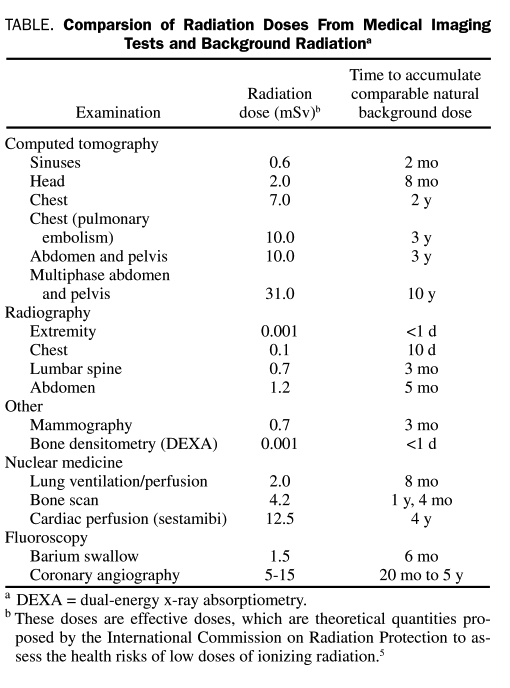 TABLE. Comparsion of Radiation Doses From Medical Imaging
Tests and Background Radiationa
Radiation Time to accumulate
dose (mSv)b comparable natural
Examination background dose
Computed tomography
Sinuses 0.6 2 mo
Head 2.0 8 mo
Chest 7.0 2 y
Chest (pulmonary
embolism) 10.0 3 y
Abdomen and pelvis 10.0 3 y
Multiphase abdomen
and pelvis 31.0 10 y
Radiography
Extremity 0.001 <1 d
Chest 0.1 10 d
Lumbar spine 0.7 3 mo
Abdomen 1.2 5 mo
Other
Mammography 0.7 3 mo
Bone densitometry (DEXA) 0.001 <1 d
Nuclear medicine
Lung ventilation/perfusion 2.0 8 mo
Bone scan 4.2 1 y, 4 mo
Cardiac perfusion (sestamibi) 12.5 4 y
Fluoroscopy
Barium swallow 1.5 6 mo
Coronary angiography 5-15 20 mo to 5 y
a DEXA = dual-energy x-ray absorptiometry.
b These doses are effective doses, which are theoretical quantities pro-
posed by the International Commission on Radiation Protection to as-
sess the health risks of low doses of ionizing radiation.5